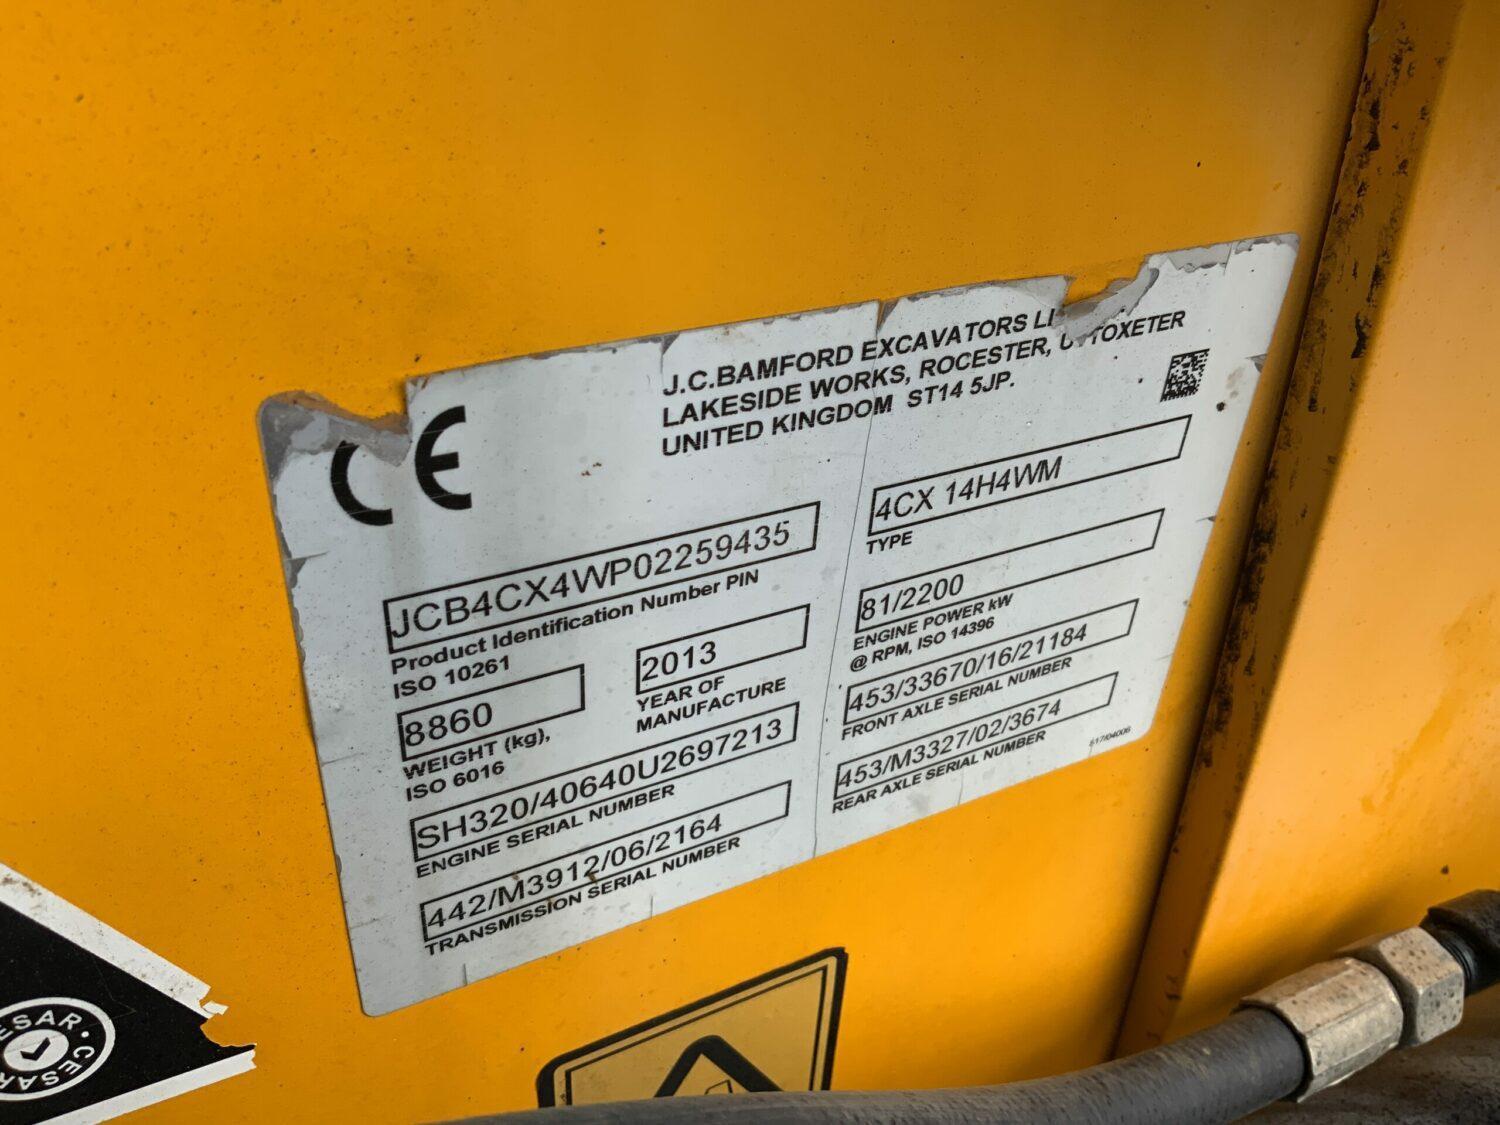 J.C.BAMFORD EXCAVATORS
LAKESIDE WORKS, ROCESTER,
UNITED KINGDOM ST14 5JP.
CE
JCB4CX4WP02259435
Product Identification Number PIN
ISO 10261
8860
WEIGHT (kg),
ISO 6016
2013
YEAR OF
MANUFACTURE
SH320/40640U2697213
ENGINE SERIAL NUMBER
442/M3912/06/2164
TRANSMISSION SERIAL NUMBER
4CX 14H4WM
TYPE
81/2200
ENGINE POWER kW
@ RPM, ISO 14396
453/33670/16/21184
FRONT AXLE SERIAL NUMBER
453/M3327/02/3674
REAR AXLE SERIAL NUMBER
517/04006
CESAR